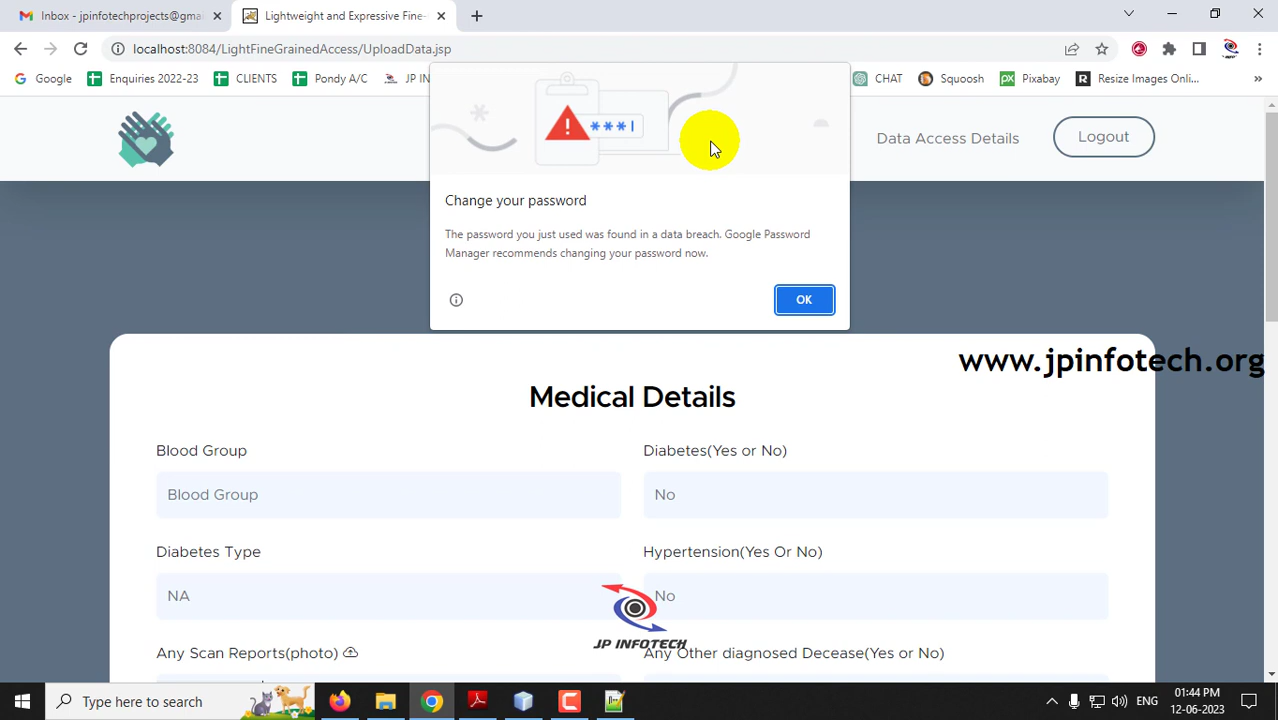 Inbox - jpinfotechprojects@gmai
Lightweight and Expressive Fine-
localhost:8084/LightFineGrainedAccess/UploadData.jsp
Google
Enquiries 2022-23
CLIENTS
Pondy A/C
JP IN
CHAT
Squoosh
Pixabay
Resize Images Onli...
»
***
Data Access Details
Logout
Change your password
The password you just used was found in a data breach. Google Password
Manager recommends changing your password now.
OK
www.jpinfotech.org
Medical Details
Blood Group
Diabetes(Yes or No)
Blood Group
No
Diabetes Type
Hypertension(Yes Or No)
NA
No
JP INFOTECH
Any Scan Reports(photo)
Any Other diagnosed Decease(Yes or No)
Type here to search
ENG
01:44 PM
12-06-2023